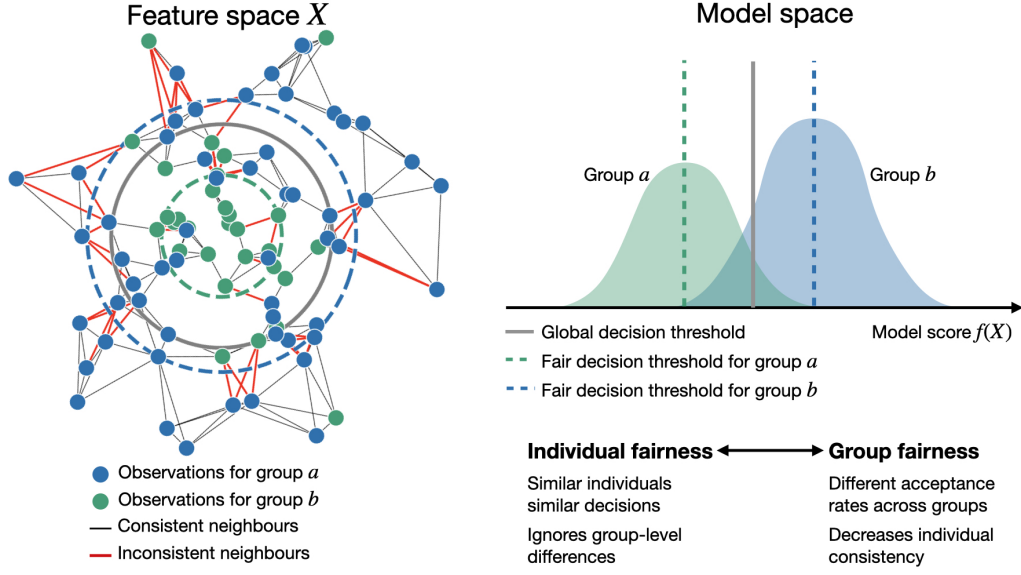 Feature space X
Model space
Group a
Group b
Model score f(X)
Global decision threshold
Fair decision threshold for group a
Fair decision threshold for group b
Observations for group a
Observations for group b
Consistent neighbours
Inconsistent neighbours
Individual fairness
Group fairness
Similar individuals
similar decisions
Ignores group-level
differences
Different acceptance
rates across groups
Decreases individual
consistency